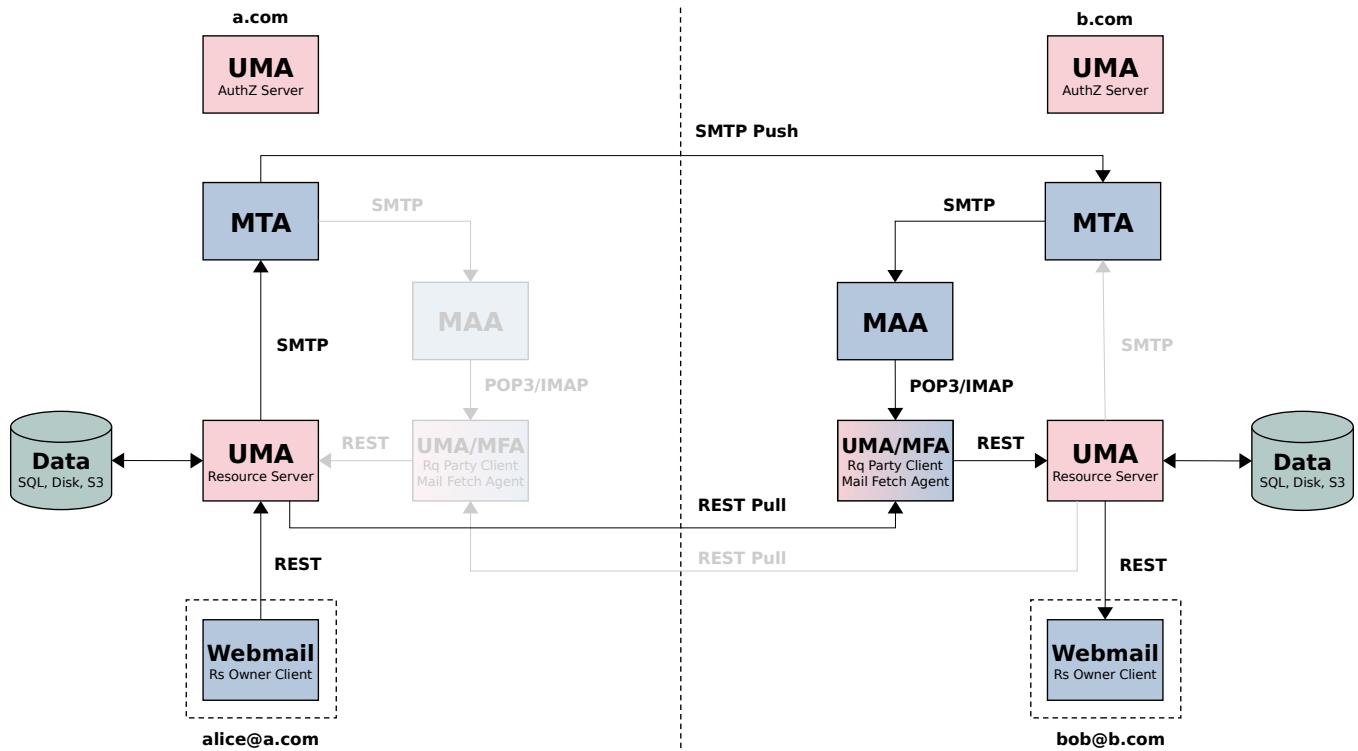 a.com
b.com
UMA
AuthZ Server
UMA
AuthZ Server
SMTP Push
MTA
SMTP
SMTP
MTA
MAA
MAA
SMTP
SMTP
POP3/IMAP
POP3/IMAP
Data
SQL, Disk, S3
UMA
Resource Server
REST
UMA/MFA
Rq Party Client
Mail Fetch Agent
UMA/MFA
Rq Party Client
Mail Fetch Agent
REST
UMA
Resource Server
Data
SQL, Disk, S3
REST Pull
REST Pull
REST
REST
Webmail
Rs Owner Client
Webmail
Rs Owner Client
alice@a.com
bob@b.com